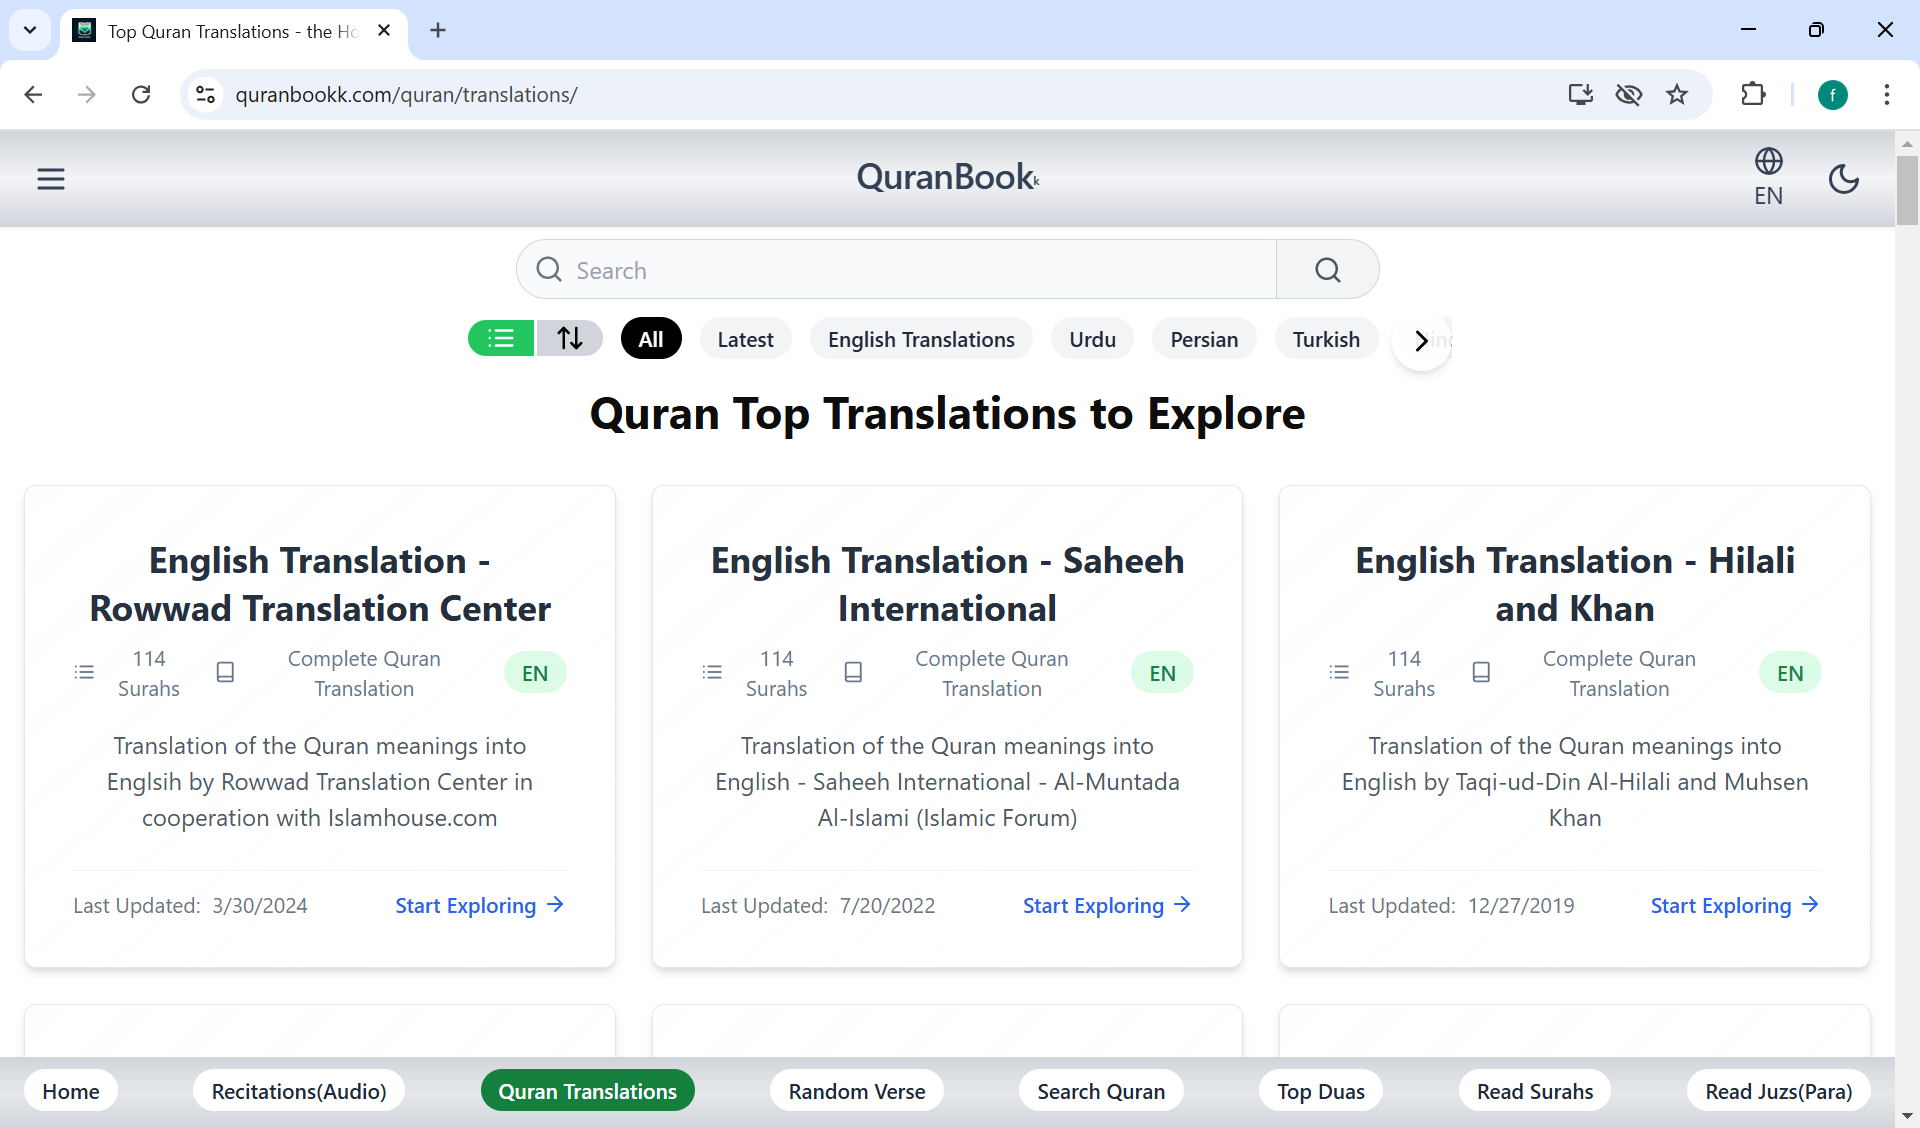 Top Quran Translations - the Ho
quranbookk.com/quran/translations/
f
QuranBookk
EN
Search
All
Latest
English Translations
Urdu
Persian
Turkish
Quran Top Translations to Explore
English Translation -
Rowwad Translation Center
114
Surahs
Complete Quran
Translation
EN
Translation of the Quran meanings into
Englsih by Rowwad Translation Center in
cooperation with Islamhouse.com
Last Updated: 3/30/2024
Start Exploring
English Translation - Saheeh
International
114
Surahs
Complete Quran
Translation
EN
Translation of the Quran meanings into
English - Saheeh International - Al-Muntada
Al-Islami (Islamic Forum)
Last Updated: 7/20/2022
Start Exploring
English Translation - Hilali
and Khan
114
Surahs
Complete Quran
Translation
EN
Translation of the Quran meanings into
English by Taqi-ud-Din Al-Hilali and Muhsen
Khan
Last Updated: 12/27/2019
Start Exploring
Home
Recitations(Audio)
Quran Translations
Random Verse
Search Quran
Top Duas
Read Surahs
Read Juzs(Para)